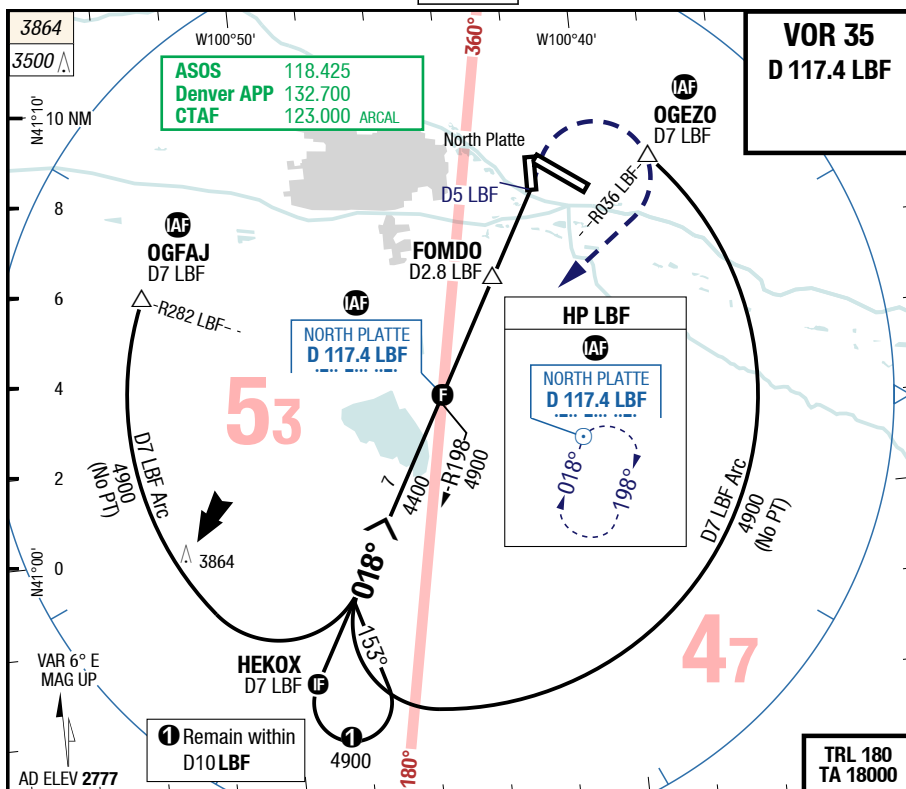 3864
3500
W100°50'
360°
W100°40'
VOR 35
D 117.4 LBF
ASOS 118.425
Denver APP 132.700
CTAF 123.000 ARCAL
N41°10'
10 NM
IAF
OGEZO
D7 LBF
North Platte
D5 LBF
R036 LBF
8
IAF
OGFAJ
D7 LBF
FOMDO
D2.8 LBF
6
R282 LBF
IAF
NORTH PLATTE
D 117.4 LBF
HP LBF
IAF
NORTH PLATTE
D 117.4 LBF
018°
198°
4
F
53
R198
4900
7
4400
D7 LBF Arc
4900
(No PT)
D7 LBF Arc
4900
(No PT)
2
3864
N41°00'
0
018°
153°
47
HEKOX
D7 LBF
IF
VAR 6° E
MAG UP
1 Remain within
D10 LBF
1
4900
180°
AD ELEV 2777
TRL 180
TA 18000